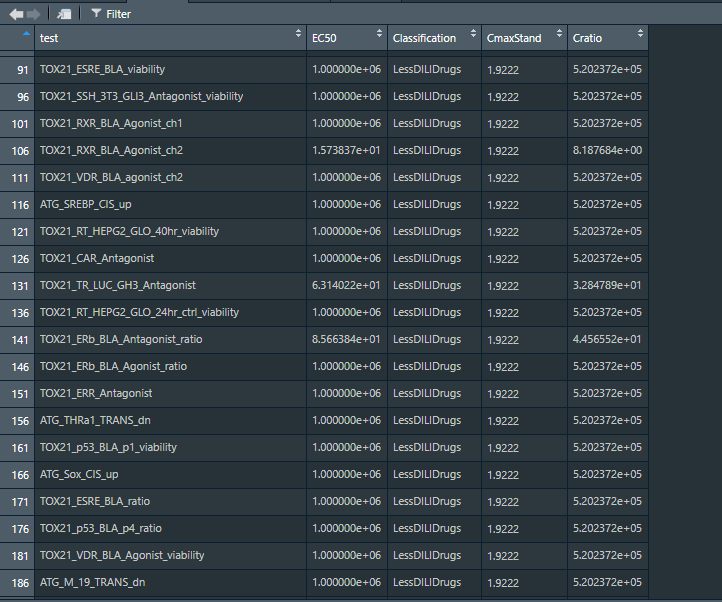 Filter
test EC50 Classification CmaxStand Cratio
91 TOX21_ESRE_BLA_viability 1.000000e+06 LessDILIDrugs 1.9222 5.202372e+05
96 TOX21_SSH_3T3_GLI3_Antagonist_viability 1.000000e+06 LessDILIDrugs 1.9222 5.202372e+05
101 TOX21_RXR_BLA_Agonist_ch1 1.000000e+06 LessDILIDrugs 1.9222 5.202372e+05
106 TOX21_RXR_BLA_Agonist_ch2 1.573837e+01 LessDILIDrugs 1.9222 8.187684e+00
111 TOX21_VDR_BLA_agonist_ch2 1.000000e+06 LessDILIDrugs 1.9222 5.202372e+05
116 ATG_SREBP_CIS_up 1.000000e+06 LessDILIDrugs 1.9222 5.202372e+05
121 TOX21_RT_HEPG2_GLO_40hr_viability 1.000000e+06 LessDILIDrugs 1.9222 5.202372e+05
126 TOX21_CAR_Antagonist 1.000000e+06 LessDILIDrugs 1.9222 5.202372e+05
131 TOX21_TR_LUC_GH3_Antagonist 6.314022e+01 LessDILIDrugs 1.9222 3.284789e+01
136 TOX21_RT_HEPG2_GLO_24hr_ctrl_viability 1.000000e+06 LessDILIDrugs 1.9222 5.202372e+05
141 TOX21_ERb_BLA_Antagonist_ratio 8.566384e+01 LessDILIDrugs 1.9222 4.456552e+01
146 TOX21_ERb_BLA_Agonist_ratio 1.000000e+06 LessDILIDrugs 1.9222 5.202372e+05
151 TOX21_ERR_Antagonist 1.000000e+06 LessDILIDrugs 1.9222 5.202372e+05
156 ATG_THRa1_TRANS_dn 1.000000e+06 LessDILIDrugs 1.9222 5.202372e+05
161 TOX21_p53_BLA_p1_viability 1.000000e+06 LessDILIDrugs 1.9222 5.202372e+05
166 ATG_Sox_CIS_up 1.000000e+06 LessDILIDrugs 1.9222 5.202372e+05
171 TOX21_ESRE_BLA_ratio 1.000000e+06 LessDILIDrugs 1.9222 5.202372e+05
176 TOX21_p53_BLA_p4_ratio 1.000000e+06 LessDILIDrugs 1.9222 5.202372e+05
181 TOX21_VDR_BLA_Agonist_viability 1.000000e+06 LessDILIDrugs 1.9222 5.202372e+05
186 ATG_M_19_TRANS_dn 1.000000e+06 LessDILIDrugs 1.9222 5.202372e+05